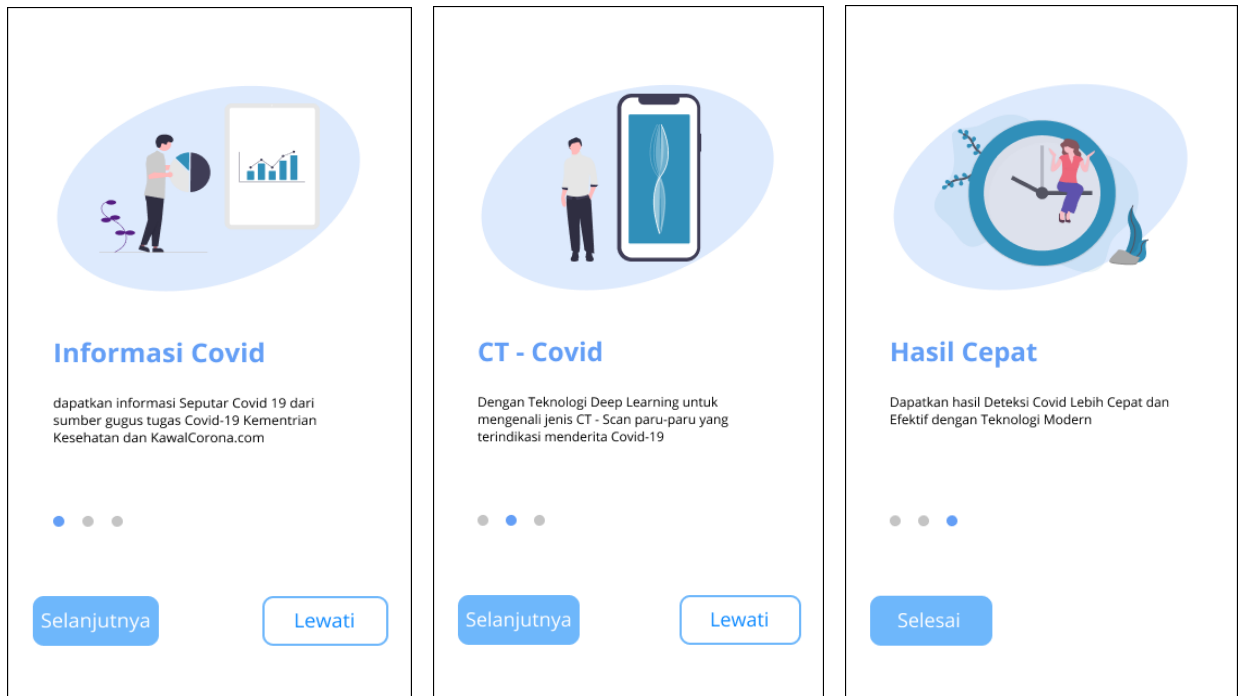 Informasi Covid
dapatkan informasi Seputar Covid 19 dari
sumber gugus tugas Covid-19 Kementrian
Kesehatan dan KawalCorona.com
Selanjutnya
Lewati
CT - Covid
Dengan Teknologi Deep Learning untuk
mengenali jenis CT - Scan paru-paru yang
terindikasi menderita Covid-19
Selanjutnya
Lewati
Hasil Cepat
Dapatkan hasil Deteksi Covid Lebih Cepat dan
Efektif dengan Teknologi Modern
Selesai